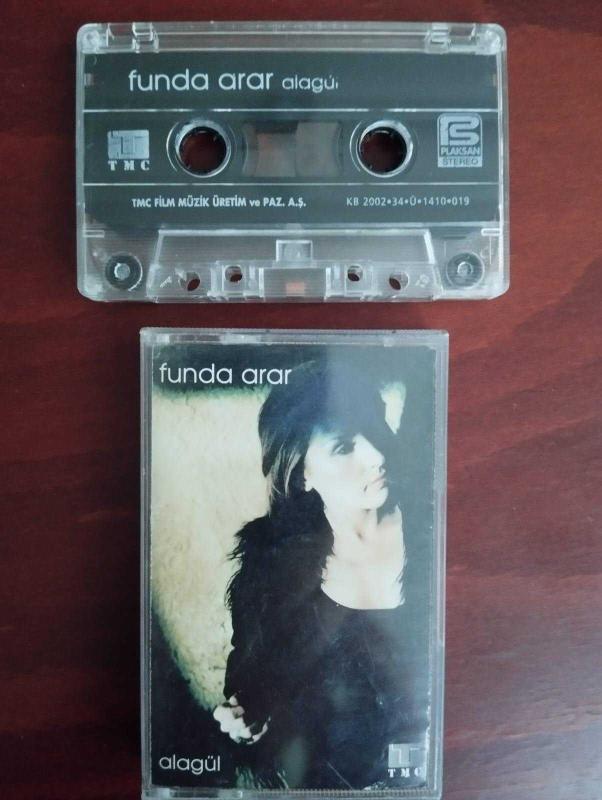 funda arar alagül
TMC
PLAKSAN
STEREO
TMC FİLM MÜZİK ÜRETİM ve PAZ. A.Ş.
KB 2002•34•Ü•1410•019
funda arar
alagül
TMC